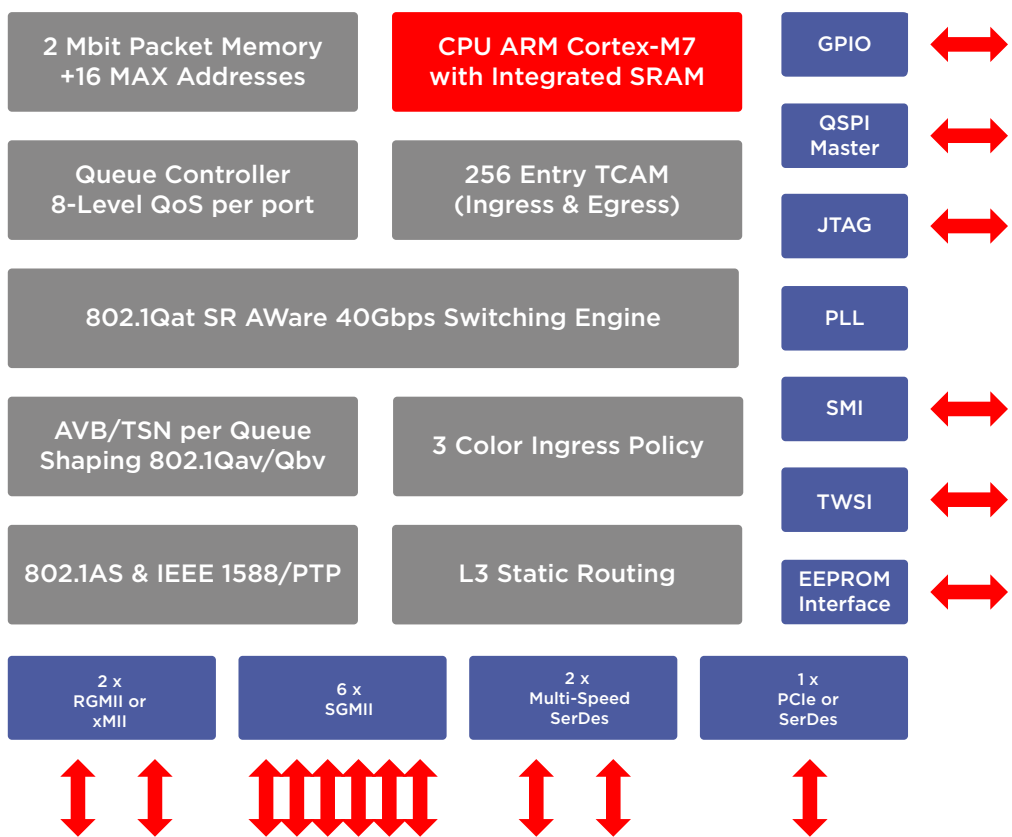 2 Mbit Packet Memory
+16 MAX Addresses
CPU ARM Cortex-M7
with Integrated SRAM
GPIO
QSPI
Master
Queue Controller
8-Level QoS per port
256 Entry TCAM
(Ingress & Egress)
JTAG
802.1Qat SR AWare 40Gbps Switching Engine
PLL
AVB/TSN per Queue
Shaping 802.1Qav/Qbv
3 Color Ingress Policy
SMI
TWSI
802.1AS & IEEE 1588/PTP
L3 Static Routing
EEPROM
Interface
2 x
RGMII or
xMII
6 x
SGMII
2 x
Multi-Speed
SerDes
1 x
PCIe or
SerDes